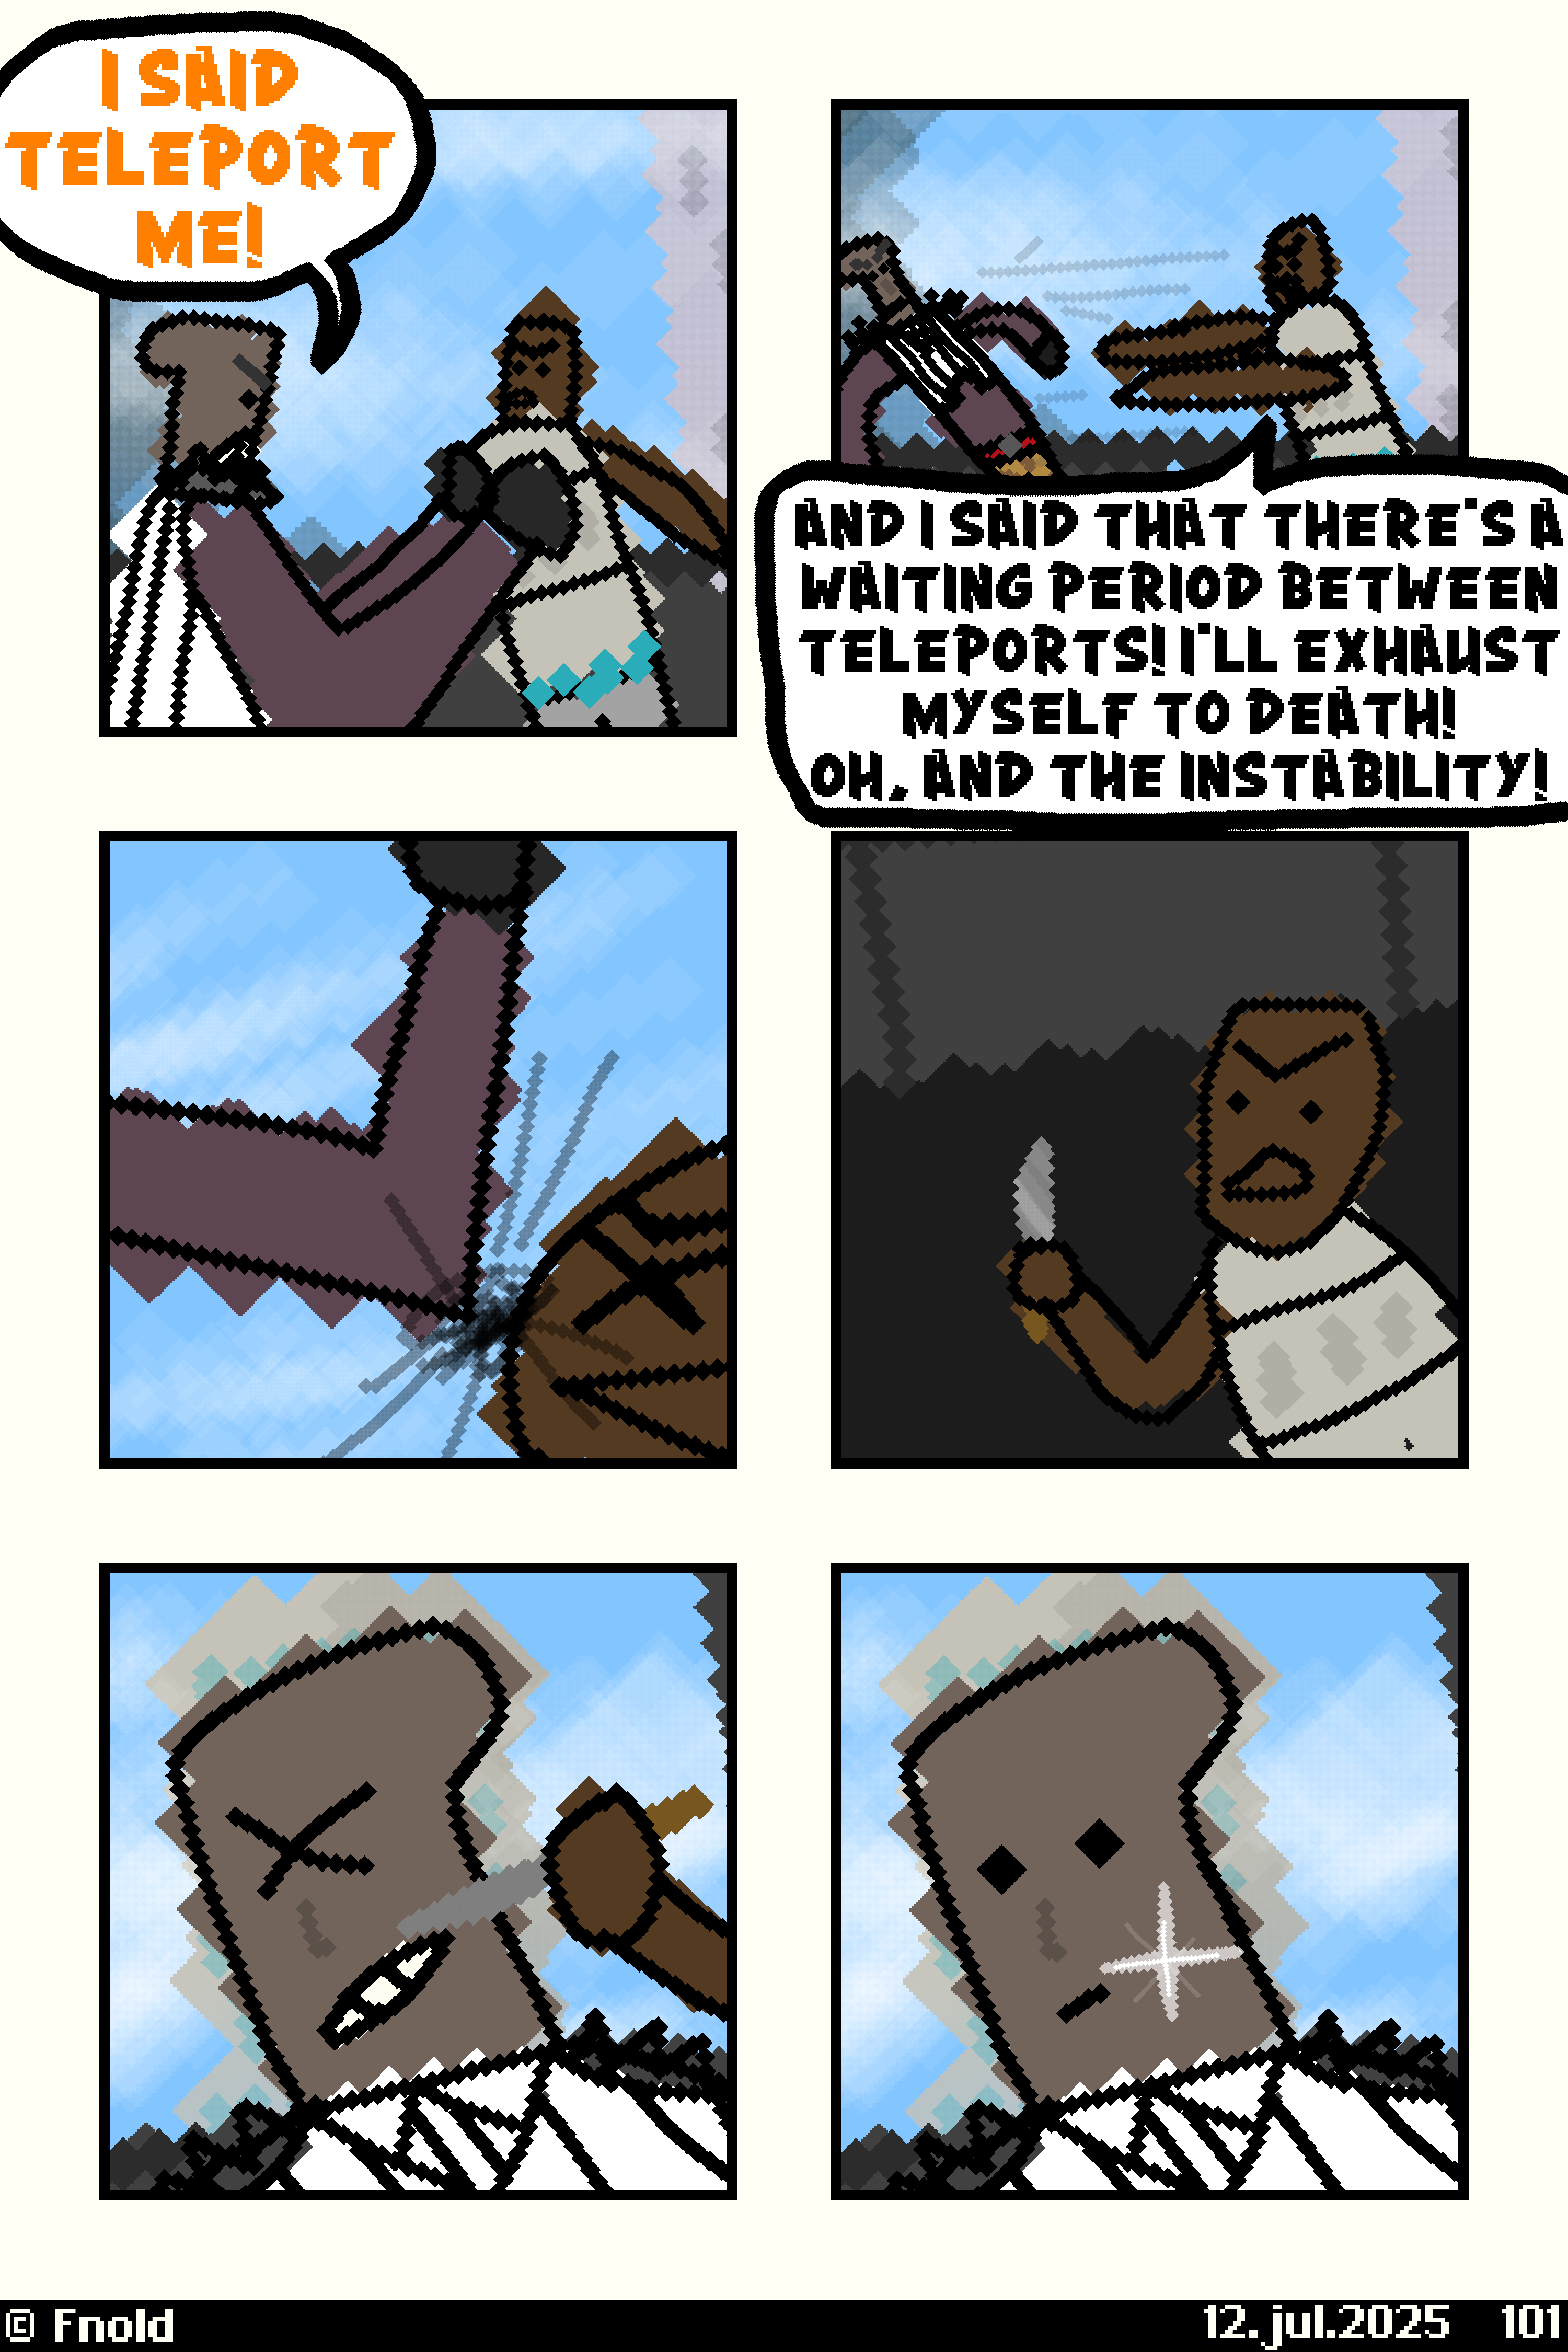 I SAID
TELEPORT
ME!
AND I SAID THAT THERE'S A
WAITING PERIOD BETWEEN
TELEPORTS! I'LL EXHAUST
MYSELF TO DEATH!
OH, AND THE INSTABILITY!
© Fnold
12.jul.2025 101